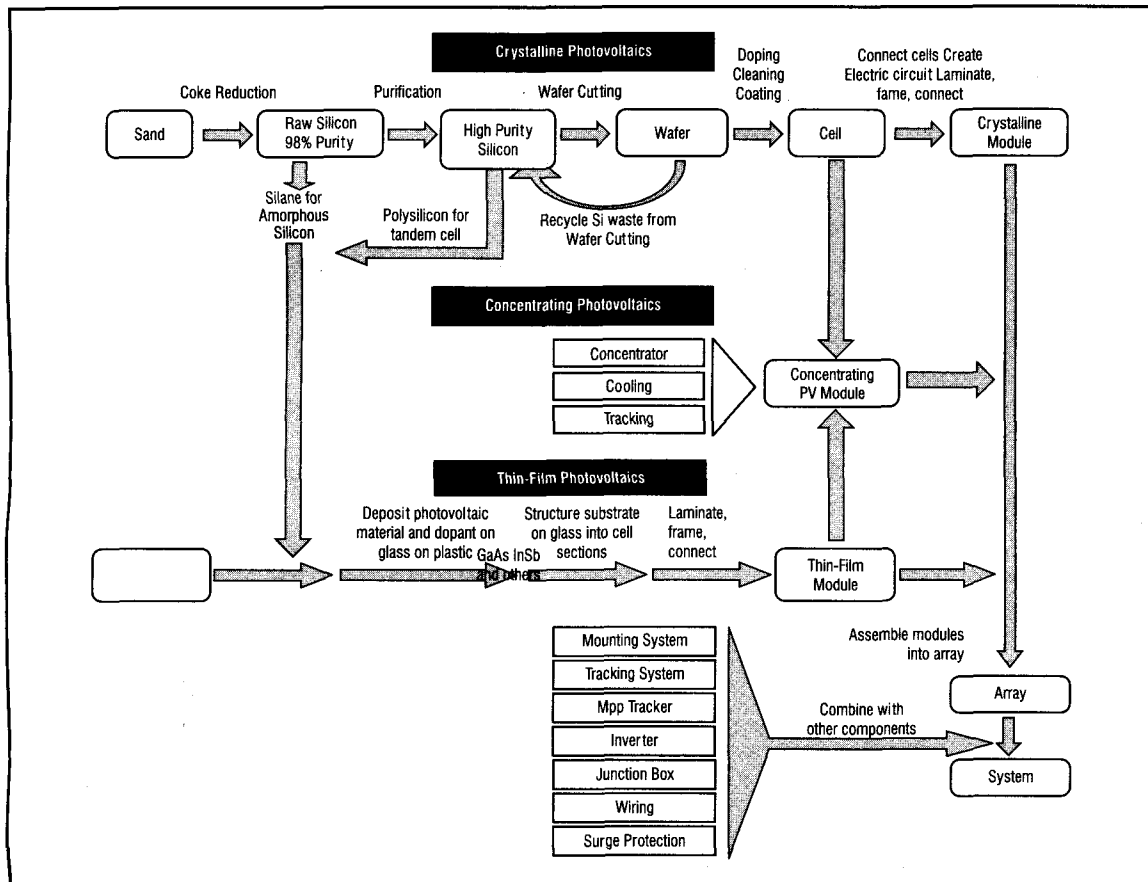 Crystalline Photovoltaics
Doping
Cleaning
Coating
Connect cells Create
Electric circuit Laminate,
fame, connect
Coke Reduction
Purification
Wafer Cutting
Sand
Raw Silicon
98% Purity
High Purity
Silicon
Wafer
Cell
Crystalline
Module
Silane for
Amorphous
Silicon
Polysilicon for
tandem cell
Recycle Si waste from
Wafer Cutting
Concentrating Photovoltaics
Concentrator
Cooling
Tracking
Concentrating
PV Module
Thin-Film Photovoltaics
Deposit photovoltaic
material and dopant on
glass on plastic
GaAs InSb
and others
Structure substrate
on glass into cell
sections
Laminate,
frame,
connect
Thin-Film
Module
Mounting System
Tracking System
Mpp Tracker
Inverter
Junction Box
Wiring
Surge Protection
Assemble modules
into array
Array
Combine with
other components
System